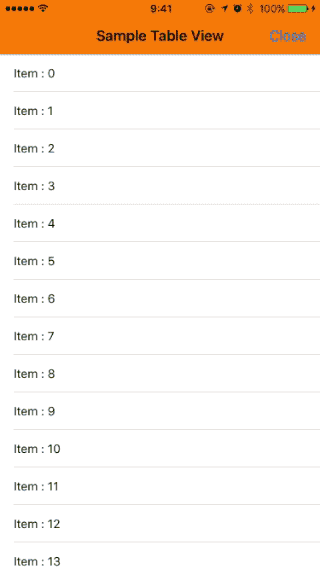 9:41 100%
Sample Table View Close
Item : 0
Item : 1
Item : 2
Item : 3
Item : 4
Item : 5
Item : 6
Item : 7
Item : 8
Item : 9
Item : 10
Item : 11
Item : 12
Item : 13